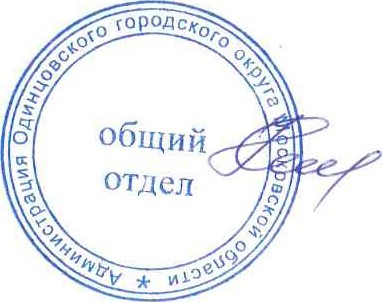 Администрация Одинцовского городского округа Московской области *
общий
отдел